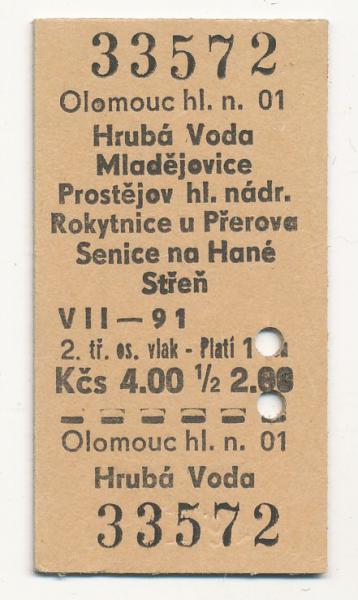 33572
Olomouc hl. n. 01
Hrubá Voda
Mladějovice
Prostějov hl. nádr.
Rokytnice u Přerova
Senice na Hané
Střeň
VII — 91
2. tř. os. vlak - Platí 1
Kčs 4.00 ½ 2.00
Olomouc hl. n. 01
Hrubá Voda
33572